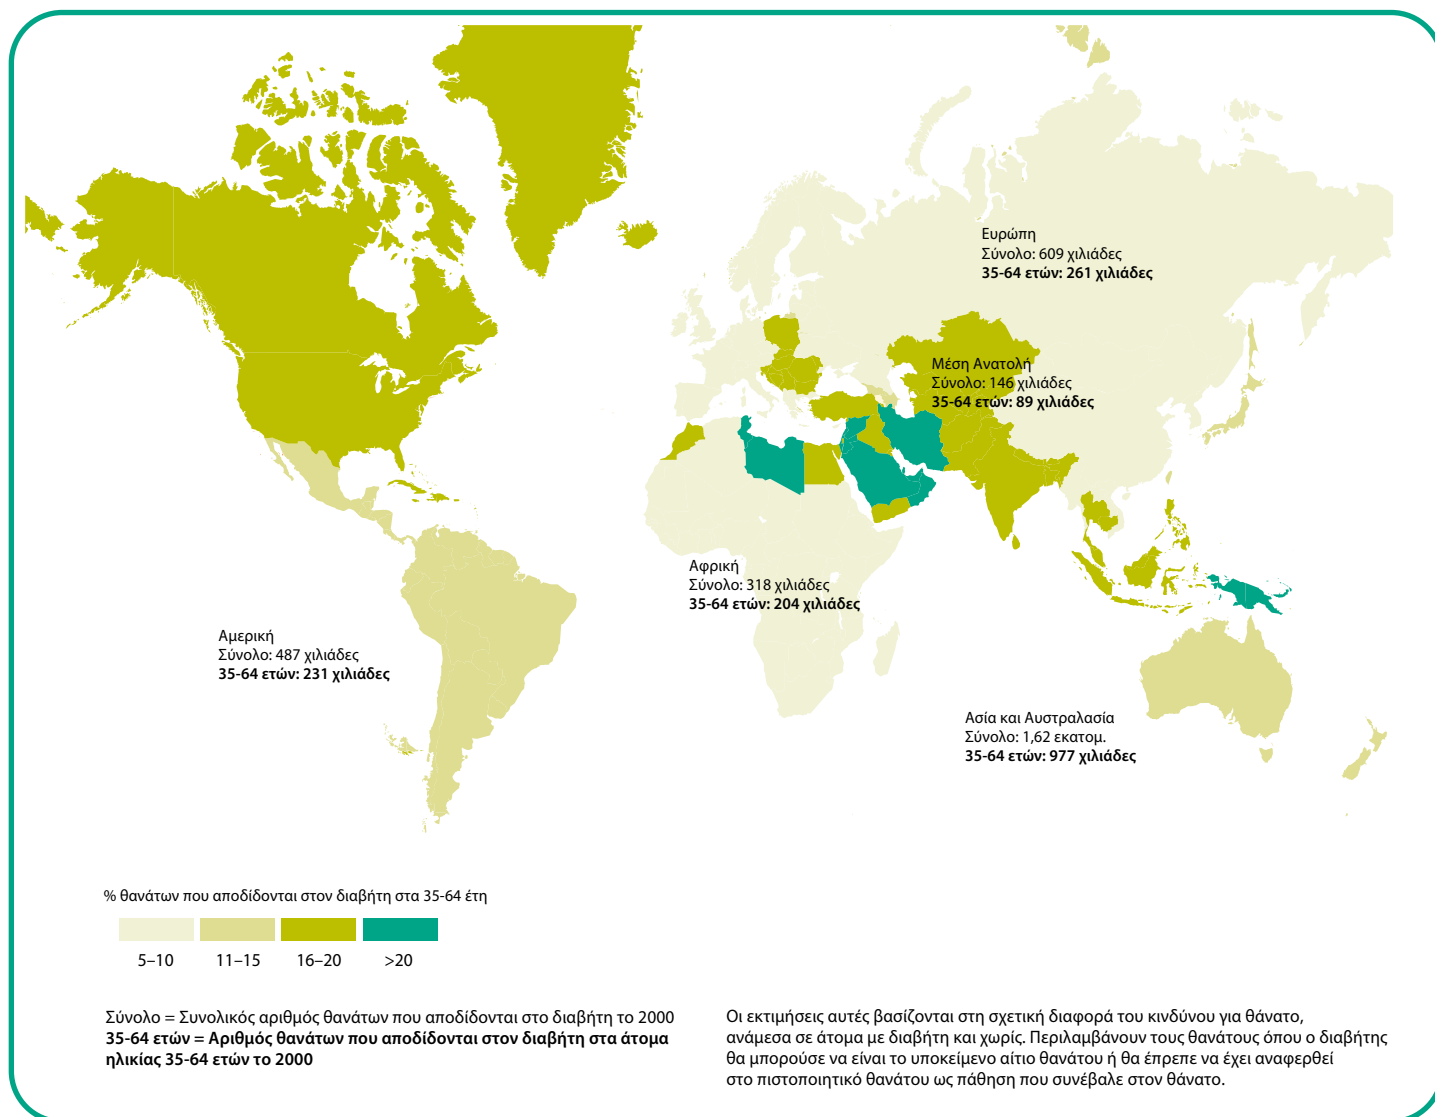 Ευρώπη
Σύνολο: 609 χιλιάδες
35-64 ετών: 261 χιλιάδες
Μέση Ανατολή
Σύνολο: 146 χιλιάδες
35-64 ετών: 89 χιλιάδες
Αφρική
Σύνολο: 318 χιλιάδες
35-64 ετών: 204 χιλιάδες
Αμερική
Σύνολο: 487 χιλιάδες
35-64 ετών: 231 χιλιάδες
Ασία και Αυστραλασία
Σύνολο: 1,62 εκατομ.
35-64 ετών: 977 χιλιάδες
% θανάτων που αποδίδονται στον διαβήτη στα 35-64 έτη
5–10 11–15 16–20 >20
Σύνολο = Συνολικός αριθμός θανάτων που αποδίδονται στο διαβήτη το 2000
35-64 ετών = Αριθμός θανάτων που αποδίδονται στον διαβήτη στα άτομα
ηλικίας 35-64 ετών το 2000
Οι εκτιμήσεις αυτές βασίζονται στη σχετική διαφορά του κινδύνου για θάνατο,
ανάμεσα σε άτομα με διαβήτη και χωρίς. Περιλαμβάνουν τους θανάτους όπου ο διαβήτης
θα μπορούσε να είναι το υποκείμενο αίτιο θανάτου ή θα έπρεπε να έχει αναφερθεί
στο πιστοποιητικό θανάτου ως πάθηση που συνέβαλε στον θάνατο.